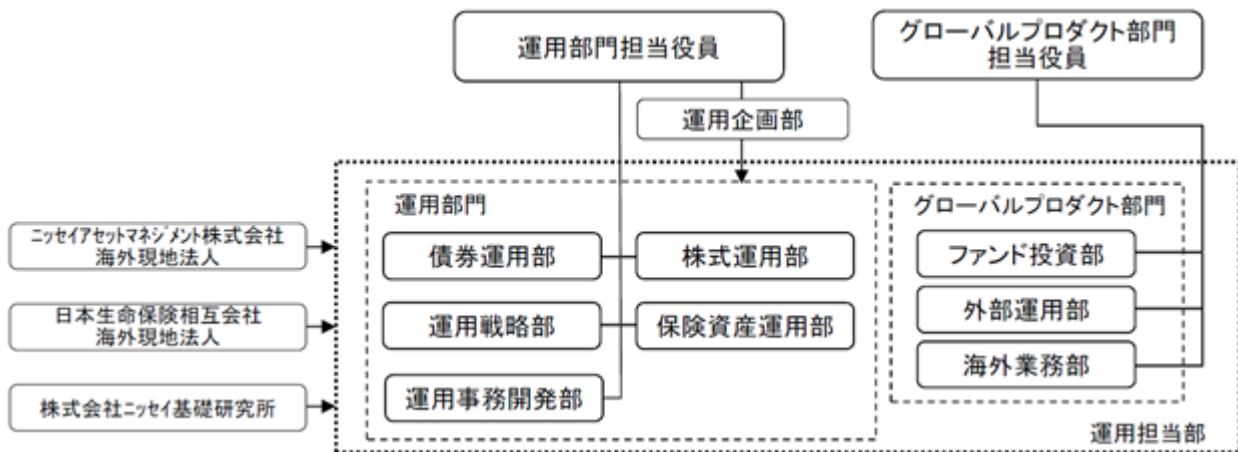 運用部門担当役員
グローバルプロダクト部門
担当役員
運用企画部
運用部門
グローバルプロダクト部門
ニッセイアセットマネジメント株式会社
海外現地法人
債券運用部
株式運用部
ファンド投資部
日本生命保険相互会社
海外現地法人
運用戦略部
保険資産運用部
外部運用部
海外業務部
株式会社ニッセイ基礎研究所
運用事務開発部
運用担当部